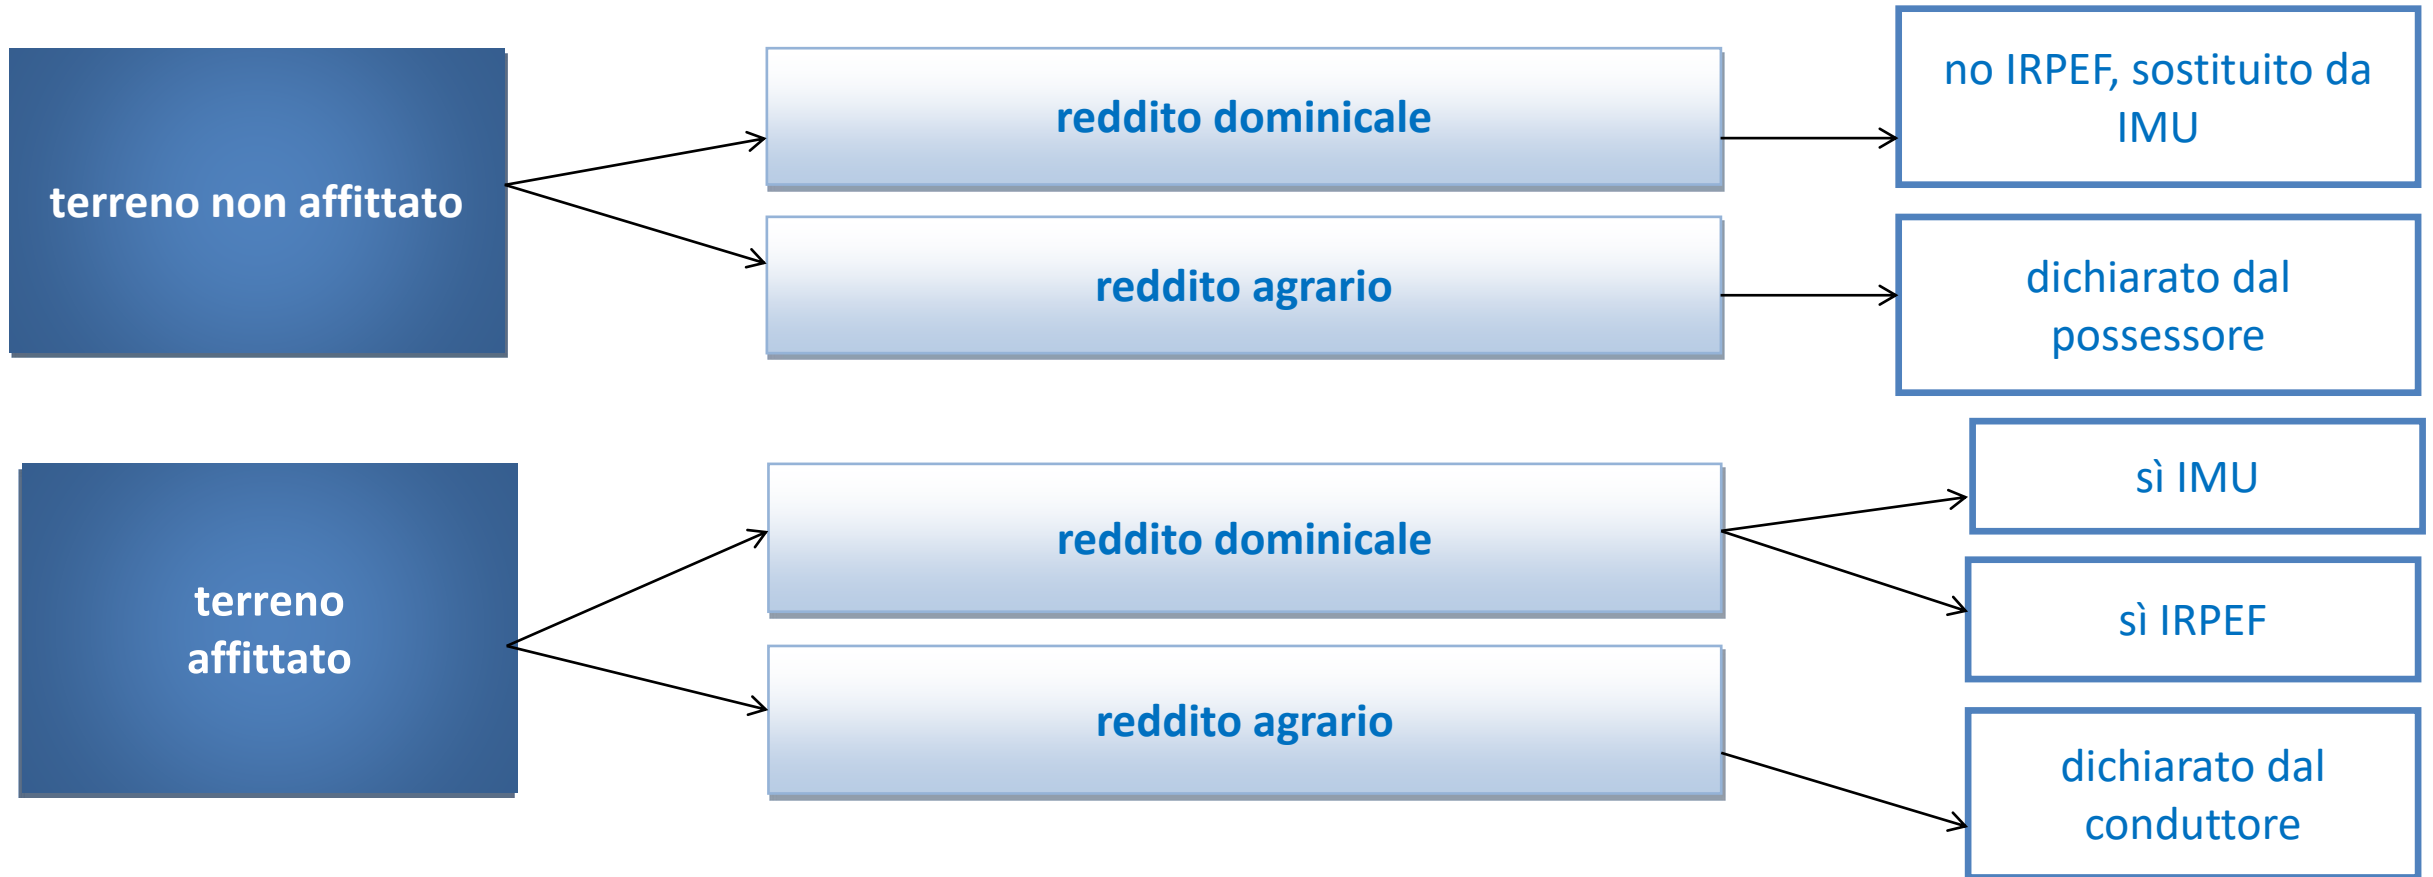 terreno non affittato
reddito dominicale
no IRPEF, sostituito da
IMU
reddito agrario
dichiarato dal
possessore
terreno
affittato
reddito dominicale
sì IMU
sì IRPEF
reddito agrario
dichiarato dal
conduttore